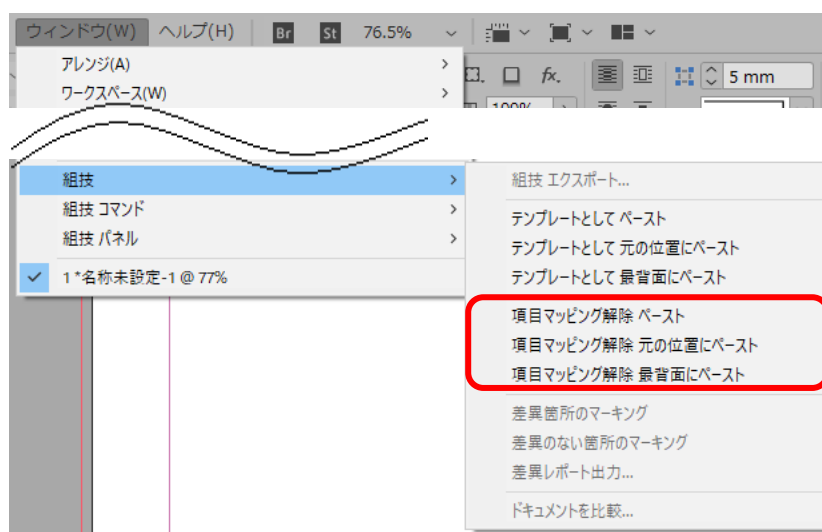 ウィンドウ(W) ヘルプ(H) Br St 76.5%
アレンジ(A)
fx. 5 mm
ワークスペース(W)
100%
組技
組技 エクスポート...
組技 コマンド
テンプレートとして ペースト
組技 パネル
テンプレートとして 元の位置にペースト
1 *名称未設定-1 @ 77%
テンプレートとして 最背面にペースト
項目マッピング解除 ペースト
項目マッピング解除 元の位置にペースト
項目マッピング解除 最背面にペースト
差異箇所のマーキング
差異のない箇所のマーキング
差異レポート出力...
ドキュメントを比較...